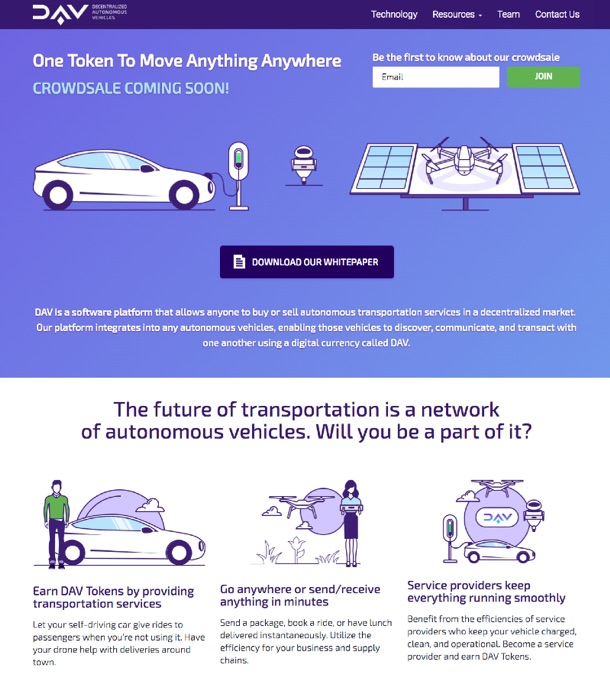 DAV
DECENTRALIZED
AUTONOMOUS
VEHICLES
Technology
Resources
Team
Contact Us
One Token To Move Anything Anywhere
CROWDSALE COMING SOON!
Be the first to know about our crowdsale
Email
JOIN
DOWNLOAD OUR WHITEPAPER
DAV is a software platform that allows anyone to buy or sell autonomous transportation services in a decentralized market.
Our platform integrates into any autonomous vehicles, enabling those vehicles to discover, communicate, and transact with
one another using a digital currency called DAV.
The future of transportation is a network
of autonomous vehicles. Will you be a part of it?
DAV
Earn DAV Tokens by providing
transportation services
Let your self-driving car give rides to
passengers when you're not using it. Have
your drone help with deliveries around
town.
Go anywhere or send/receive
anything in minutes
Send a package, book a ride, or have lunch
delivered instantaneously. Utilize the
efficiency for your business and supply
chains.
Service providers keep
everything running smoothly
Benefit from the efficiencies of service
providers who keep your vehicle charged,
clean, and operational. Become a service
provider and earn DAV Tokens.